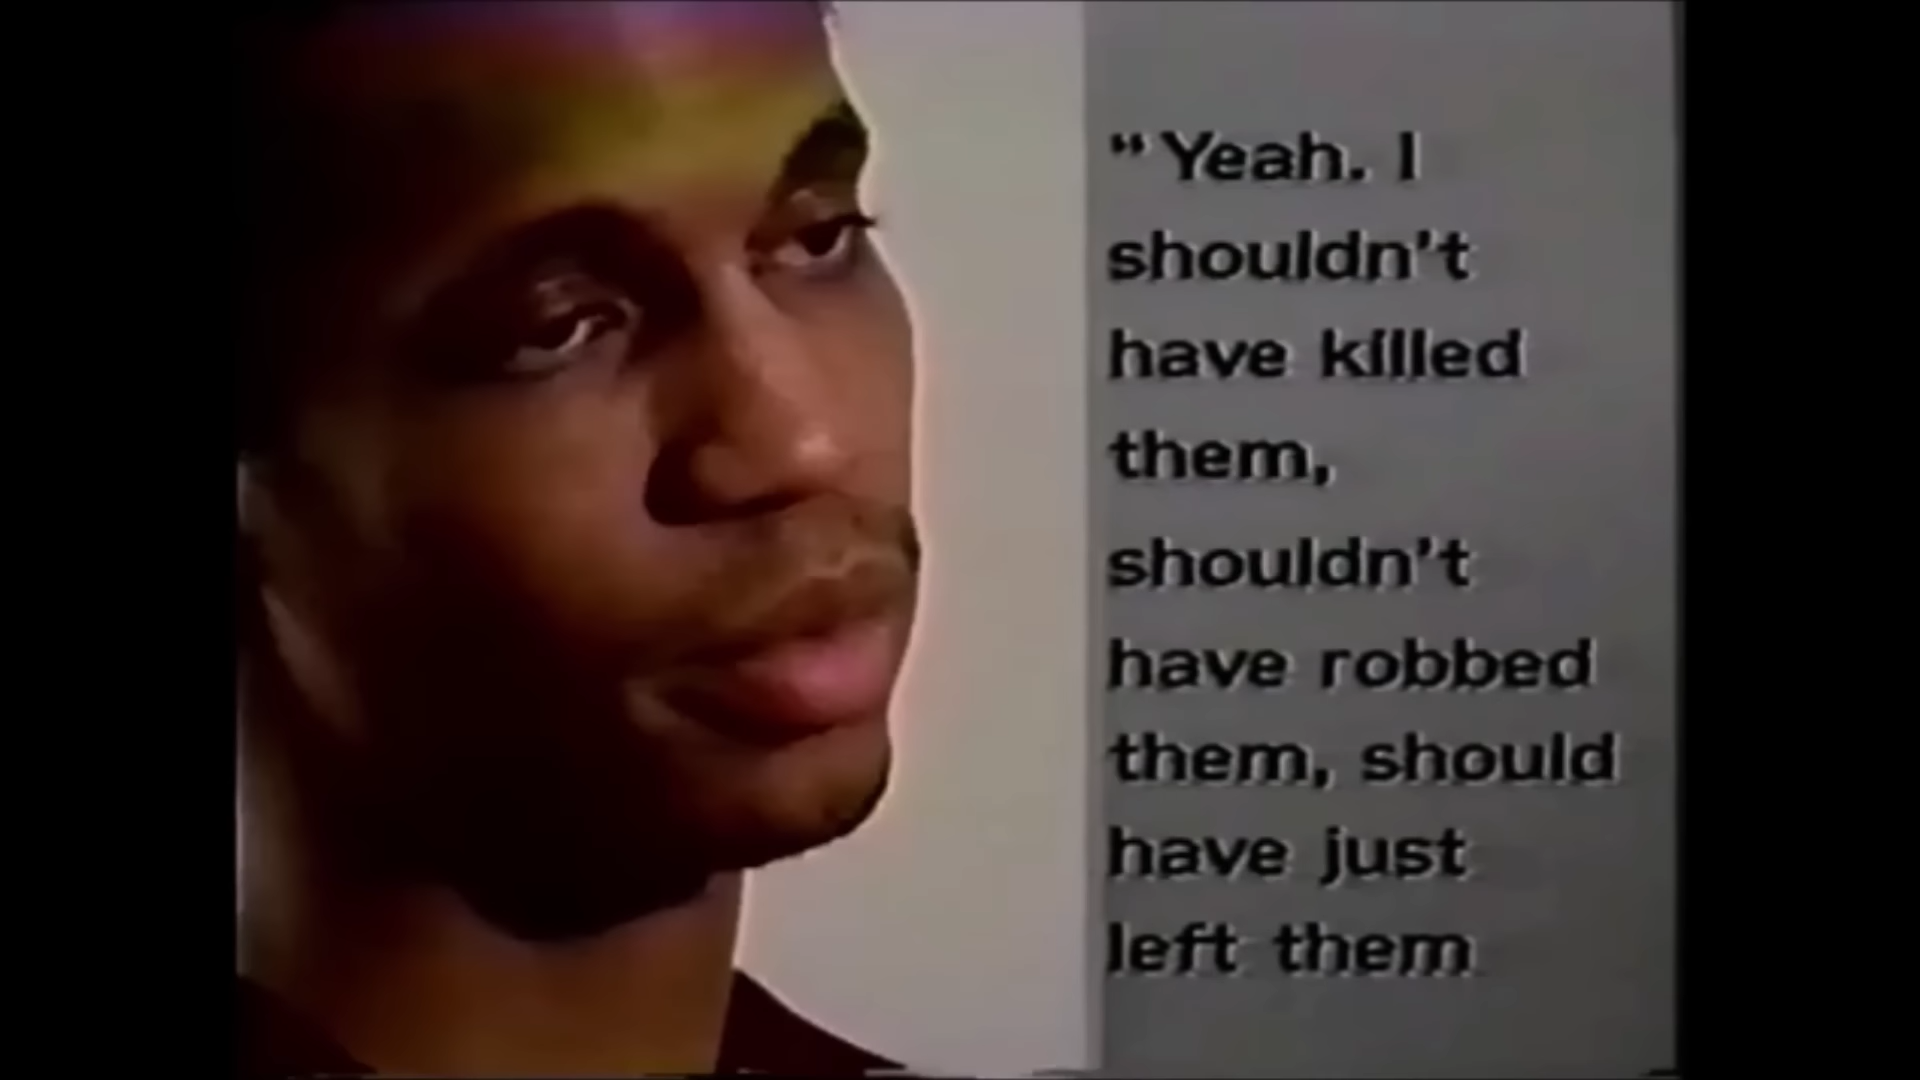 “Yeah. I
shouldn't
have killed
them,
shouldn't
have robbed
them, should
have just
left them